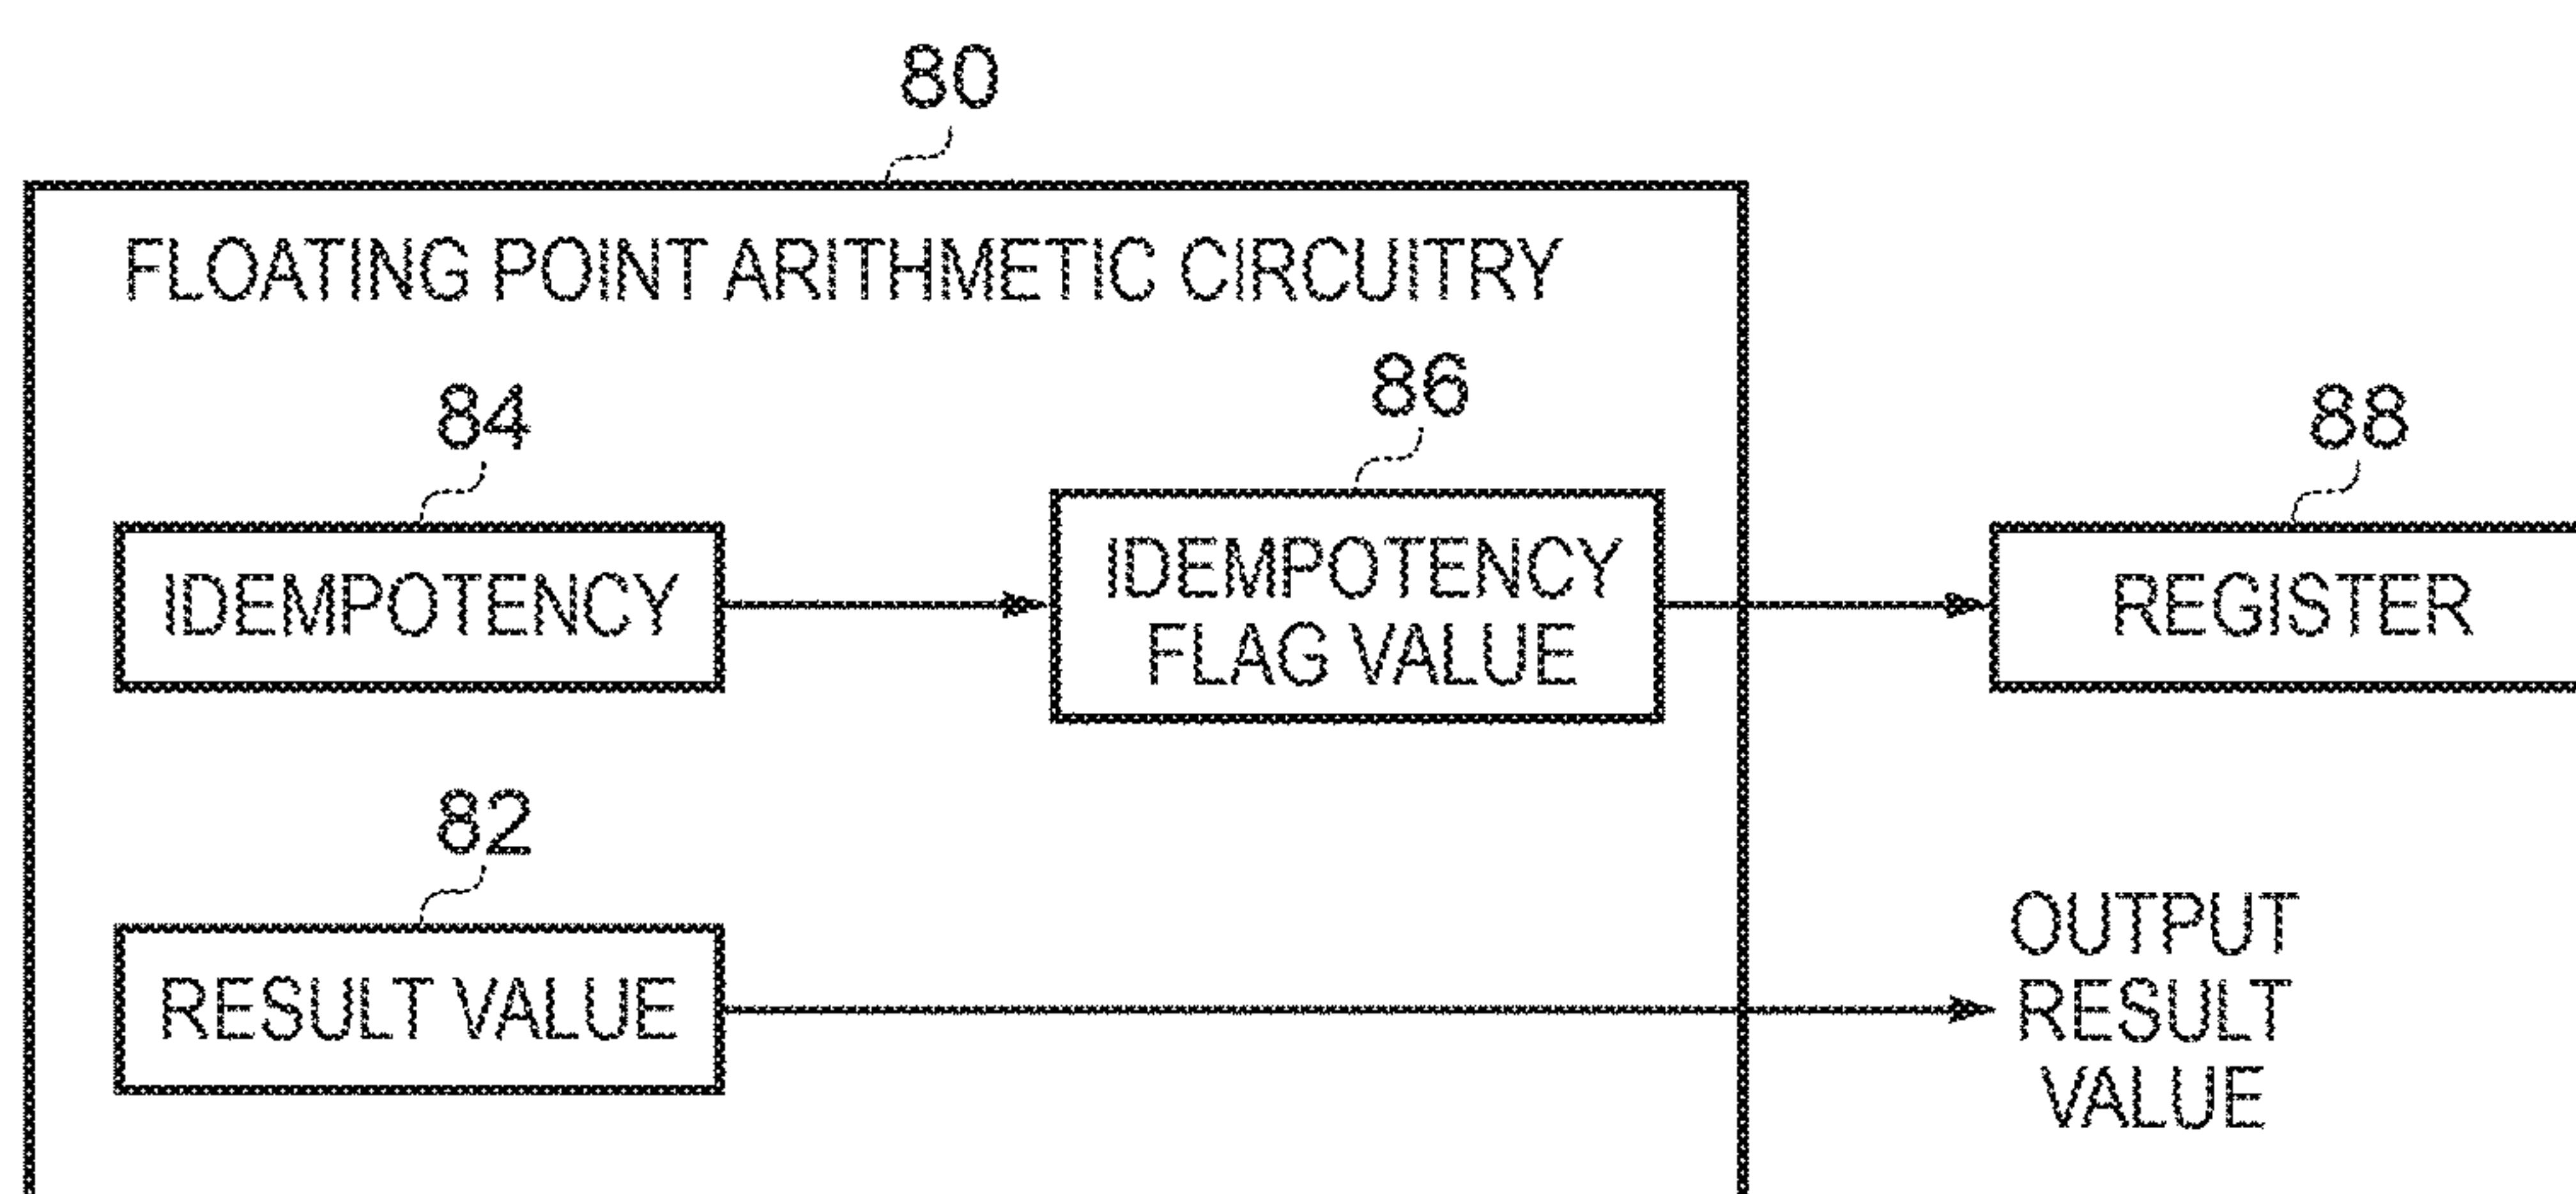 80
FLOATING POINT ARITHMETIC CIRCUITRY
84
IDEMPOTENCY
86
IDEMPOTENCY
FLAG VALUE
88
REGISTER
82
RESULT VALUE
OUTPUT
RESULT
VALUE